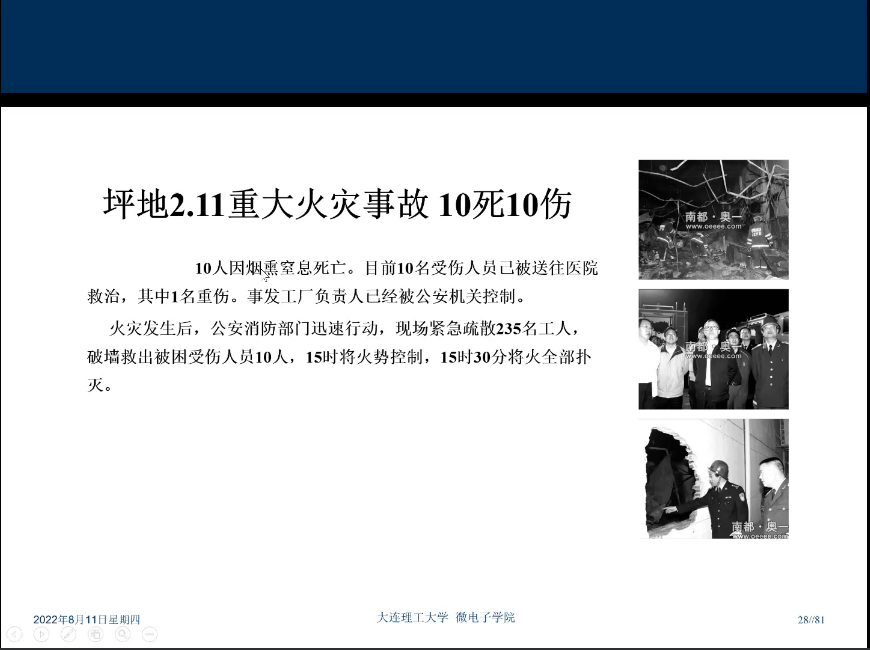 坪地2.11重大火灾事故 10死10伤
10人因烟熏窒息死亡。目前10名受伤人员已被送往医院
救治，其中1名重伤。事发工厂负责人已经被公安机关控制。
火灾发生后，公安消防部门迅速行动，现场紧急疏散235名工人，
破墙救出被困受伤人员10人，15时将火势控制，15时30分将火全部扑
灭。
南都·奥一
www.oeeee.com
南都·奥一
www.oeeee.com
南都·奥一
www.oeeee.com
2022年8月11日星期四
大连理工大学 微电子学院
28//81